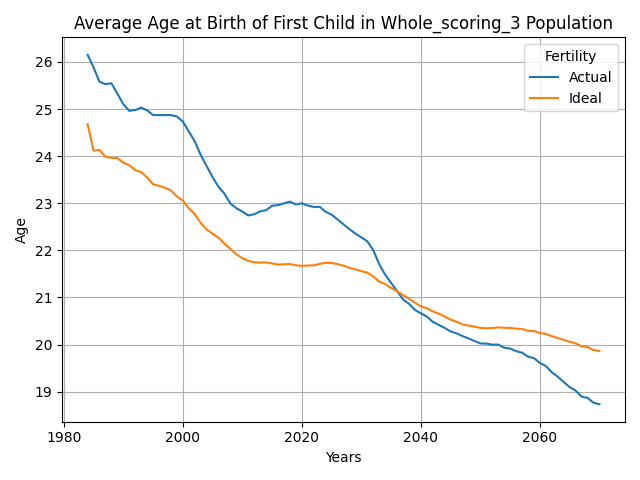 Average Age at Birth of First Child in Whole_scoring_3 Population
Fertility
Actual
Ideal
Age
26
25
24
23
22
21
20
19
1980
2000
2020
2040
2060
Years